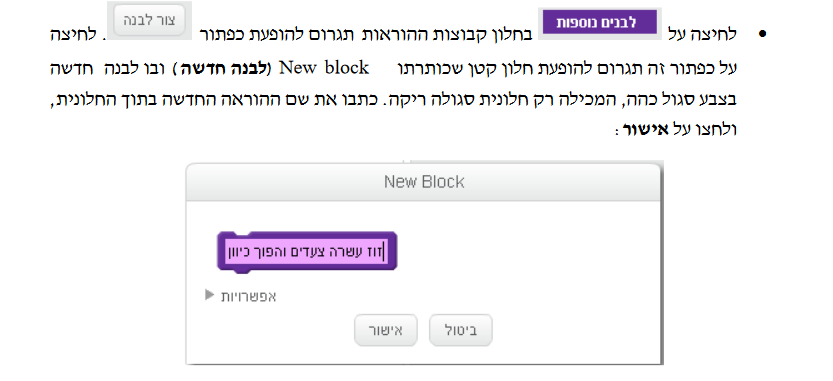 • לחיצה על לבנים נוספות בחלון קבוצות ההוראות תגרום להופעת כפתור צור לבנה . לחיצה
על כפתור זה תגרום להופעת חלון קטן שכותרתו New block (לבנה חדשה) ובו לבנה חדשה
בצבע סגול כהה, המכילה רק חלונית סגולה ריקה. כתבו את שם ההוראה החדשה בתוך החלונית,
ולחצו על אישור:
New Block
זוז עשרה צעדים והפוך כיוון
אפשרויות
ביטול אישור